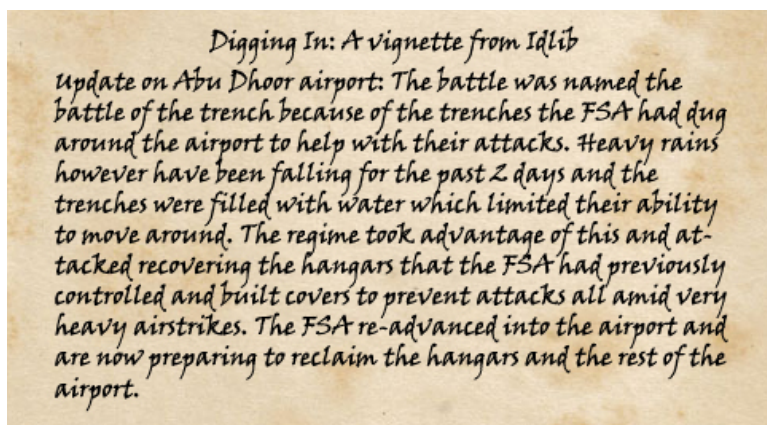 Digging In: A vignette from Idlib
Update on Abu Dhoor airport: The battle was named the
battle of the trench because of the trenches the FSA had dug
around the airport to help with their attacks. Heavy rains
however have been falling for the past 2 days and the
trenches were filled with water which limited their ability
to move around. The regime took advantage of this and at-
tacked recovering the hangars that the FSA had previously
controlled and built covers to prevent attacks all amid very
heavy airstrikes. The FSA re-advanced into the airport and
are now preparing to reclaim the hangars and the rest of the
airport.